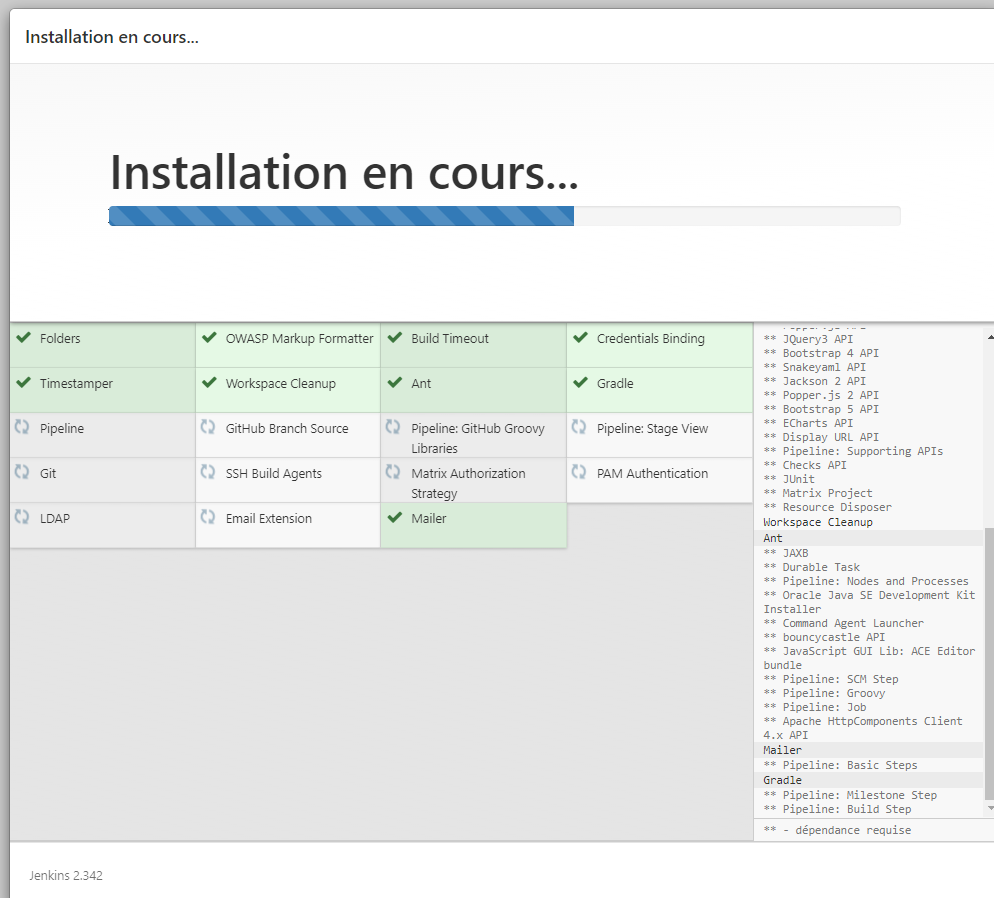 Installation en cours...
Installation en cours...
Folders
OWASP Markup Formatter
Build Timeout
Credentials Binding
Timestamper
Workspace Cleanup
Ant
Gradle
Pipeline
GitHub Branch Source
Pipeline: GitHub Groovy
Libraries
Pipeline: Stage View
Git
SSH Build Agents
Matrix Authorization
Strategy
PAM Authentication
LDAP
Email Extension
Mailer
** JQuery3 API
** Bootstrap 4 API
** Snakeyaml API
** Jackson 2 API
** Popper.js 2 API
** Bootstrap 5 API
** ECharts API
** Display URL API
** Pipeline: Supporting APIs
** Checks API
** JUnit
** Matrix Project
** Resource Disposer
Workspace Cleanup
Ant
** JAXB
** Durable Task
** Pipeline: Nodes and Processes
** Oracle Java SE Development Kit
Installer
** Command Agent Launcher
** bouncycastle API
** JavaScript GUI Lib: ACE Editor
bundle
** Pipeline: SCM Step
** Pipeline: Groovy
** Pipeline: Job
** Apache HttpComponents Client
4.x API
Mailer
** Pipeline: Basic Steps
Gradle
** Pipeline: Milestone Step
** Pipeline: Build Step
** - dépendance requise
Jenkins 2.342